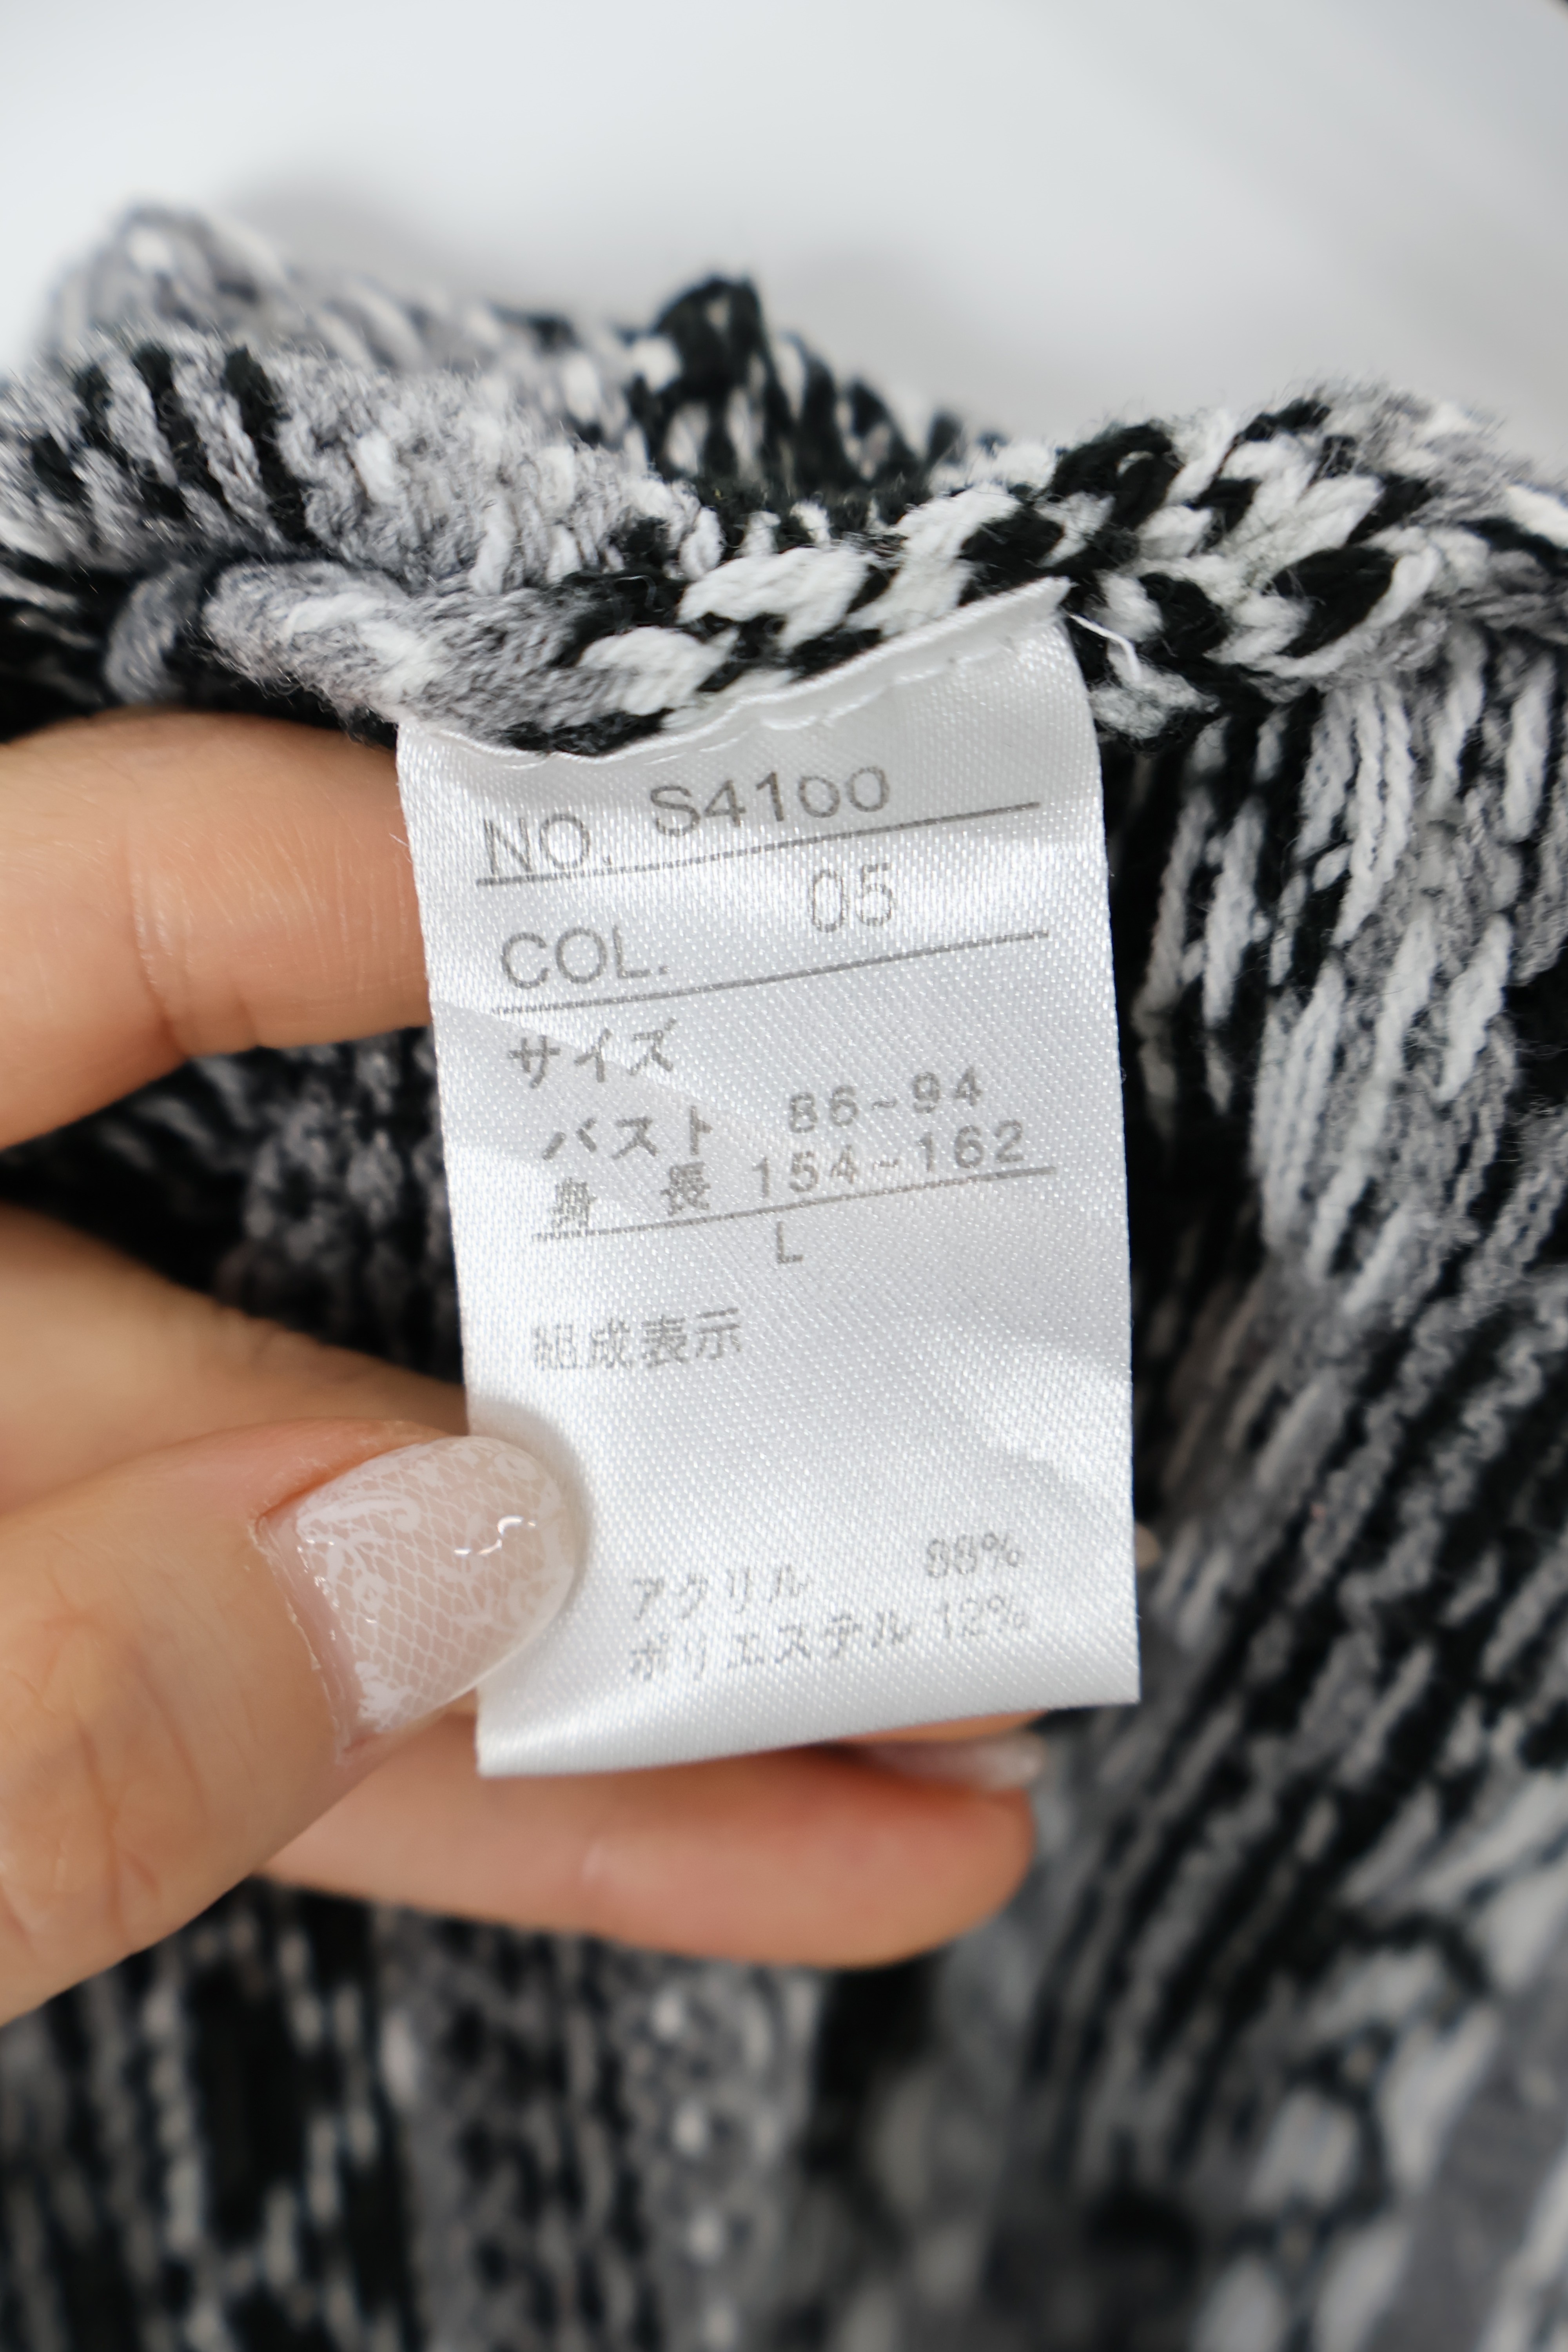 NO. S4100
COL. 05
サイズ
バスト 86~94
身長 154~162
L
組成表示
アクリル 88%
ポリエステル 12%